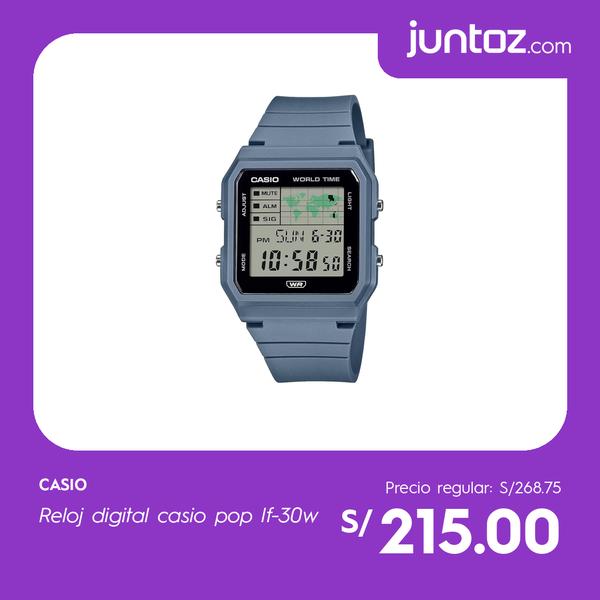 juntoz.com
CASIO WORLD TIME
MUTE
ALM
SIG
ADJUST
LIGHT
PM SUN 6-30
10:58 50
MODE
SEARCH
WR
CASIO
Reloj digital casio pop lf-30w
Precio regular: S/268.75
S/215.00